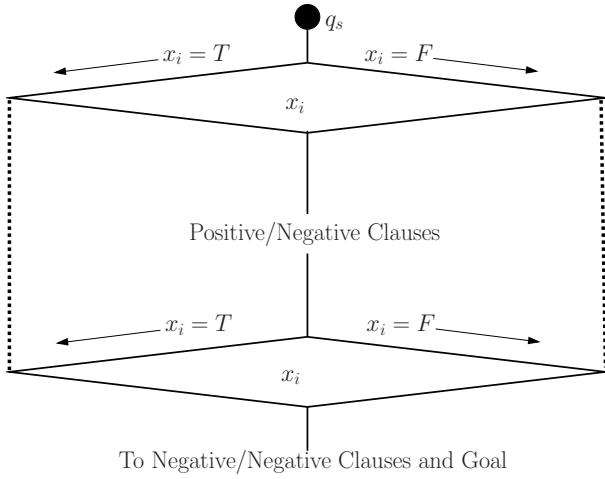 q_s
x_i = T x_i = F
x_i
Positive/Negative Clauses
x_i = T x_i = F
x_i
To Negative/Negative Clauses and Goal